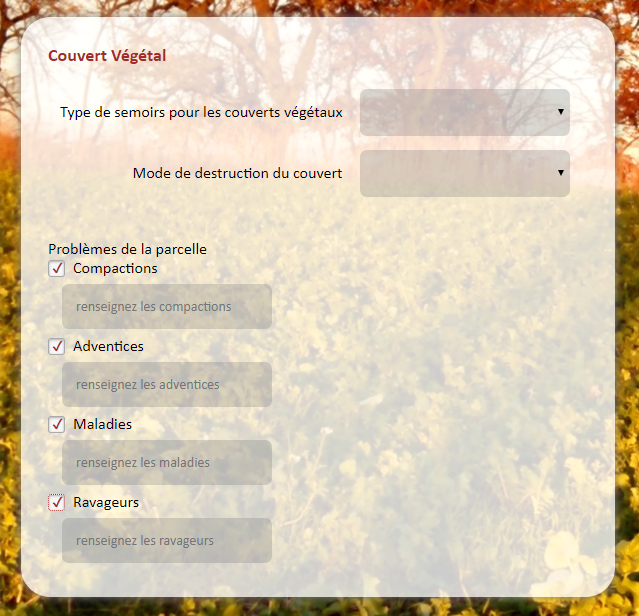 Couvert Végétal
Type de semoirs pour les couverts végétaux
Mode de destruction du couvert
Problèmes de la parcelle
Compactions
renseignez les compactions
Adventices
renseignez les adventices
Maladies
renseignez les maladies
Ravageurs
renseignez les ravageurs